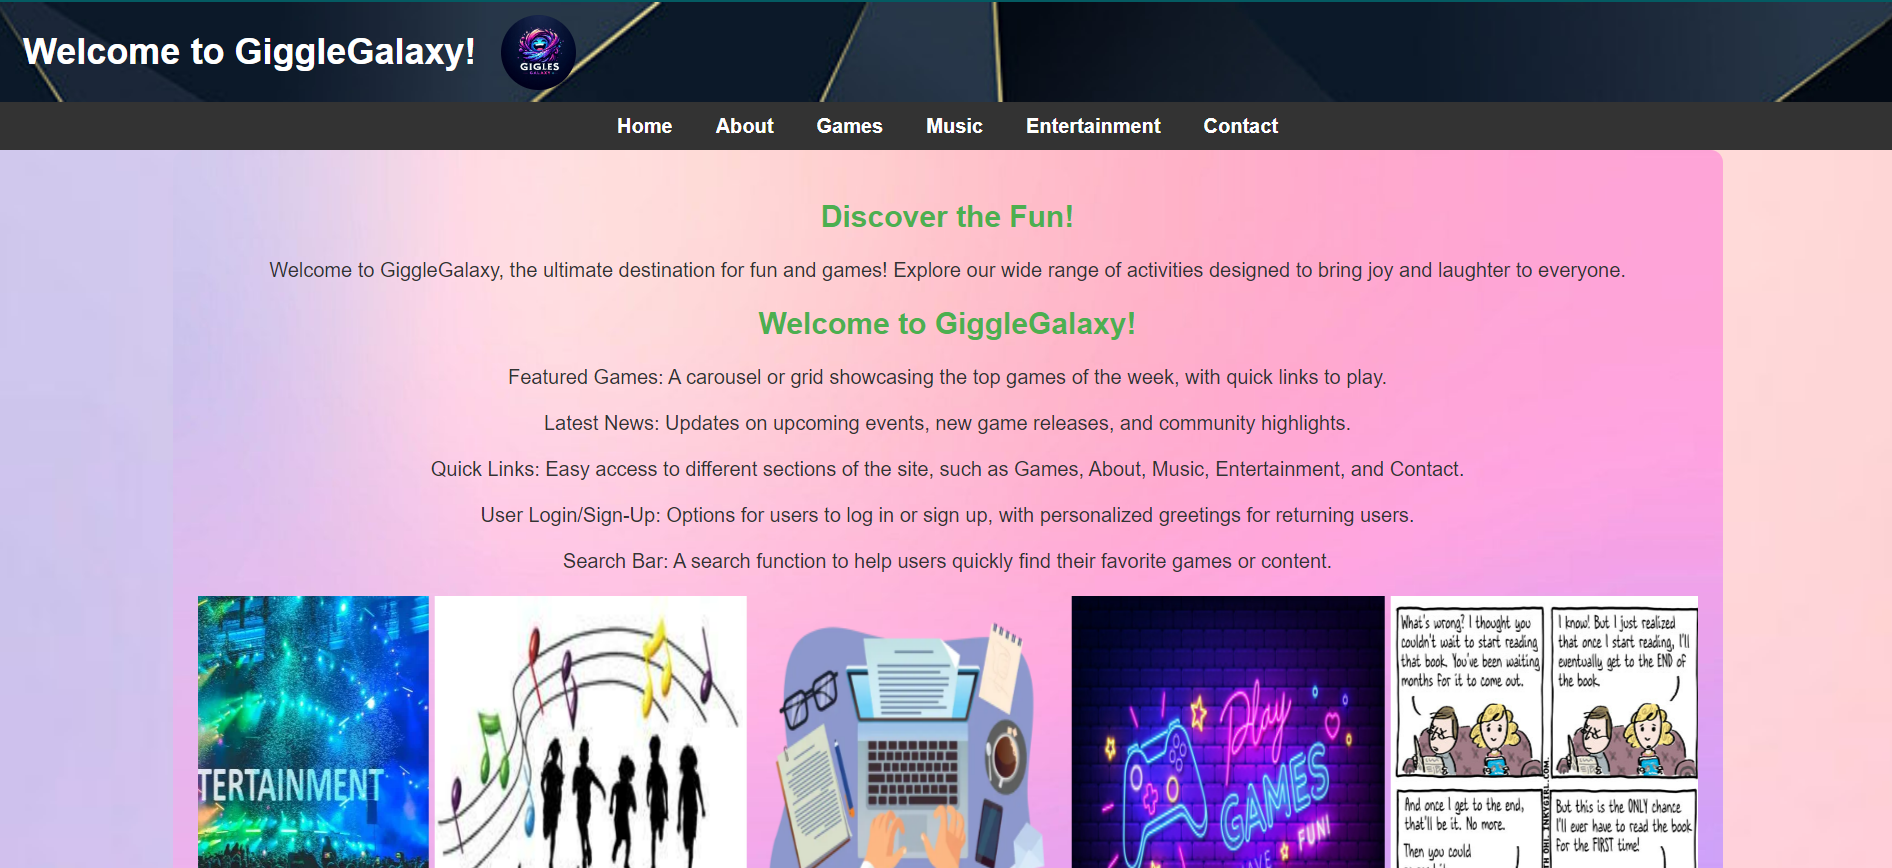 Welcome to GiggleGalaxy!
GIGLES
GALAXY
Home About Games Music Entertainment Contact
Discover the Fun!
Welcome to GiggleGalaxy, the ultimate destination for fun and games! Explore our wide range of activities designed to bring joy and laughter to everyone.
Welcome to GiggleGalaxy!
Featured Games: A carousel or grid showcasing the top games of the week, with quick links to play.
Latest News: Updates on upcoming events, new game releases, and community highlights.
Quick Links: Easy access to different sections of the site, such as Games, About, Music, Entertainment, and Contact.
User Login/Sign-Up: Options for users to log in or sign up, with personalized greetings for returning users.
Search Bar: A search function to help users quickly find their favorite games or content.
TERTAINMENT
Play
GAMES
HAVE FUN!
What's wrong? I thought you
couldn't wait to start reading
that book. You've been waiting
months for it to come out.
I know! But I just realized
that once I start reading, I'll
eventually get to the END of
the book.
And once I get to the end,
that'll be it. No more.
Then you could
But this is the ONLY chance
I'll ever have to read the book
for the FIRST time!
OH! INKYGIRL.COM.